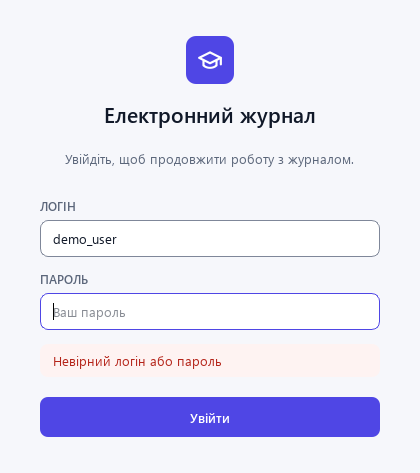 Електронний журнал
Увійдіть, щоб продовжити роботу з журналом.
ЛОГІН
demo_user
ПАРОЛЬ
Ваш пароль
Невірний логін або пароль
Увійти